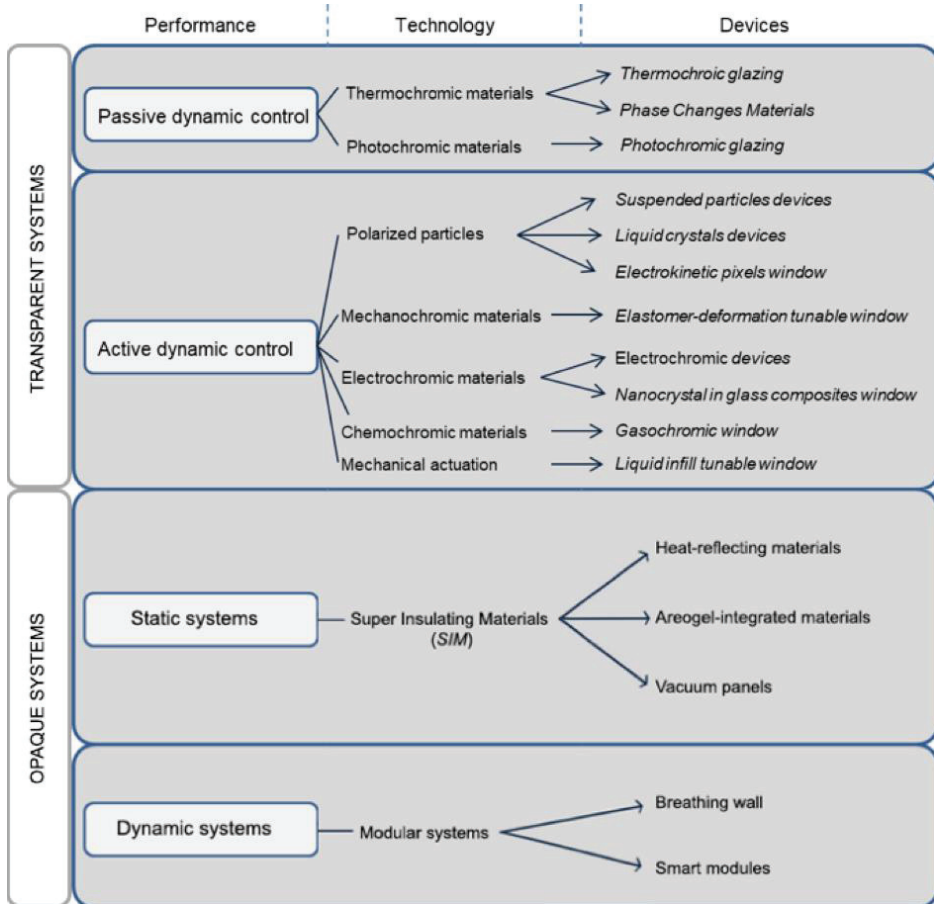 Performance Technology Devices
TRANSPARENT SYSTEMS
Passive dynamic control
Thermochromic materials
Thermochroic glazing
Phase Changes Materials
Photochromic materials
Photochromic glazing
Active dynamic control
Polarized particles
Suspended particles devices
Liquid crystals devices
Electrokinetic pixels window
Mechanochromic materials
Elastomer-deformation tunable window
Electrochromic materials
Electrochromic devices
Nanocrystal in glass composites window
Chemochromic materials
Gasochromic window
Mechanical actuation
Liquid infill tunable window
OPAQUE SYSTEMS
Static systems
Super Insulating Materials
(SIM)
Heat-reflecting materials
Areogel-integrated materials
Vacuum panels
Dynamic systems
Modular systems
Breathing wall
Smart modules